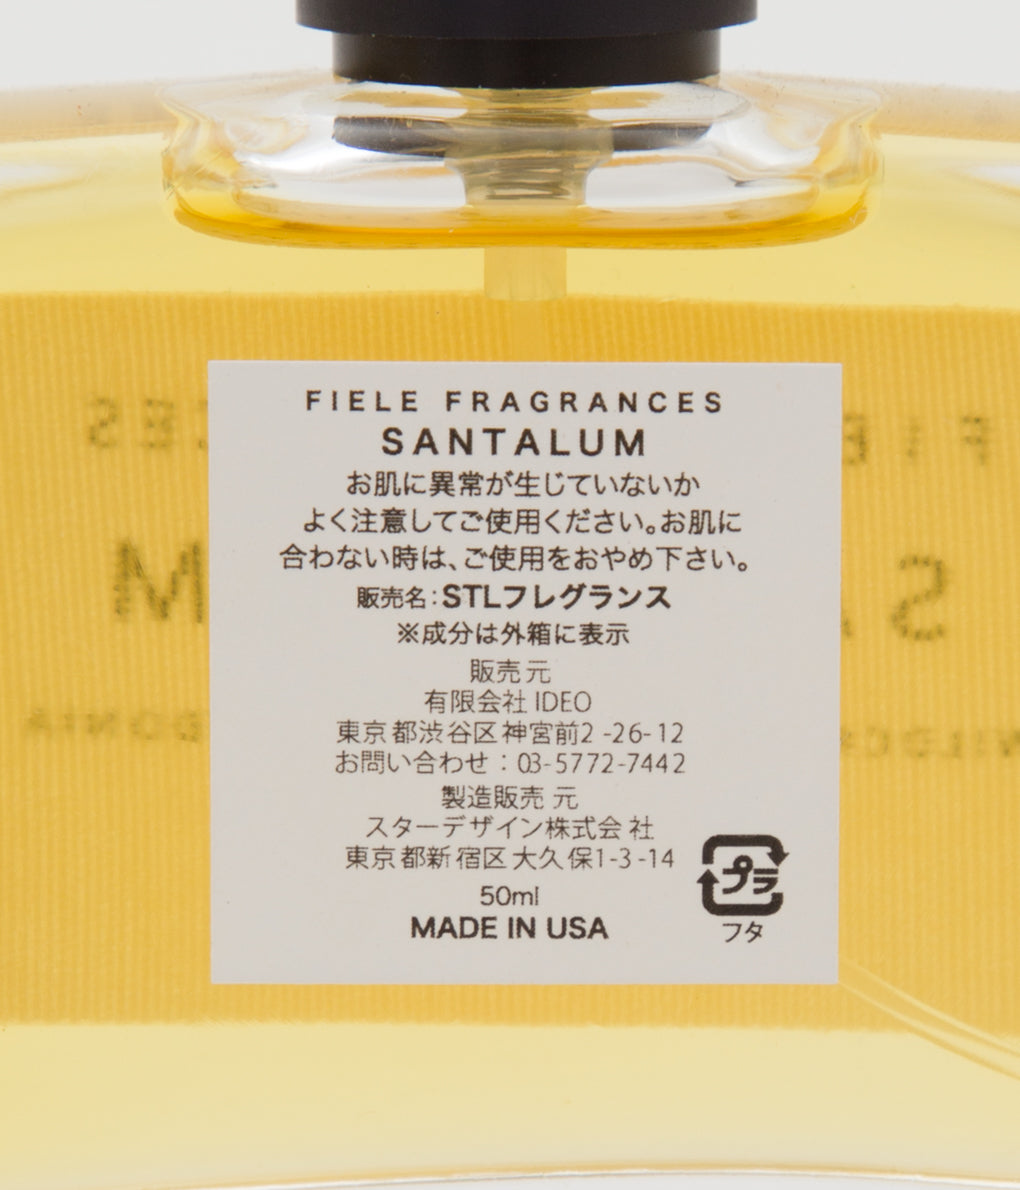 FIELE FRAGRANCES
SANTALUM
お肌に異常が生じていないか
よく注意してご使用ください。お肌に
合わない時は、ご使用をおやめ下さい。
販売名:STLフレグランス
※成分は外箱に表示
販売元
有限会社 IDEO
東京都渋谷区神宮前2-26-12
お問い合わせ:03-5772-7442
製造販売元
スターデザイン株式会社
東京都新宿区大久保1-3-14
50ml
MADE IN USA
プラ
フタ